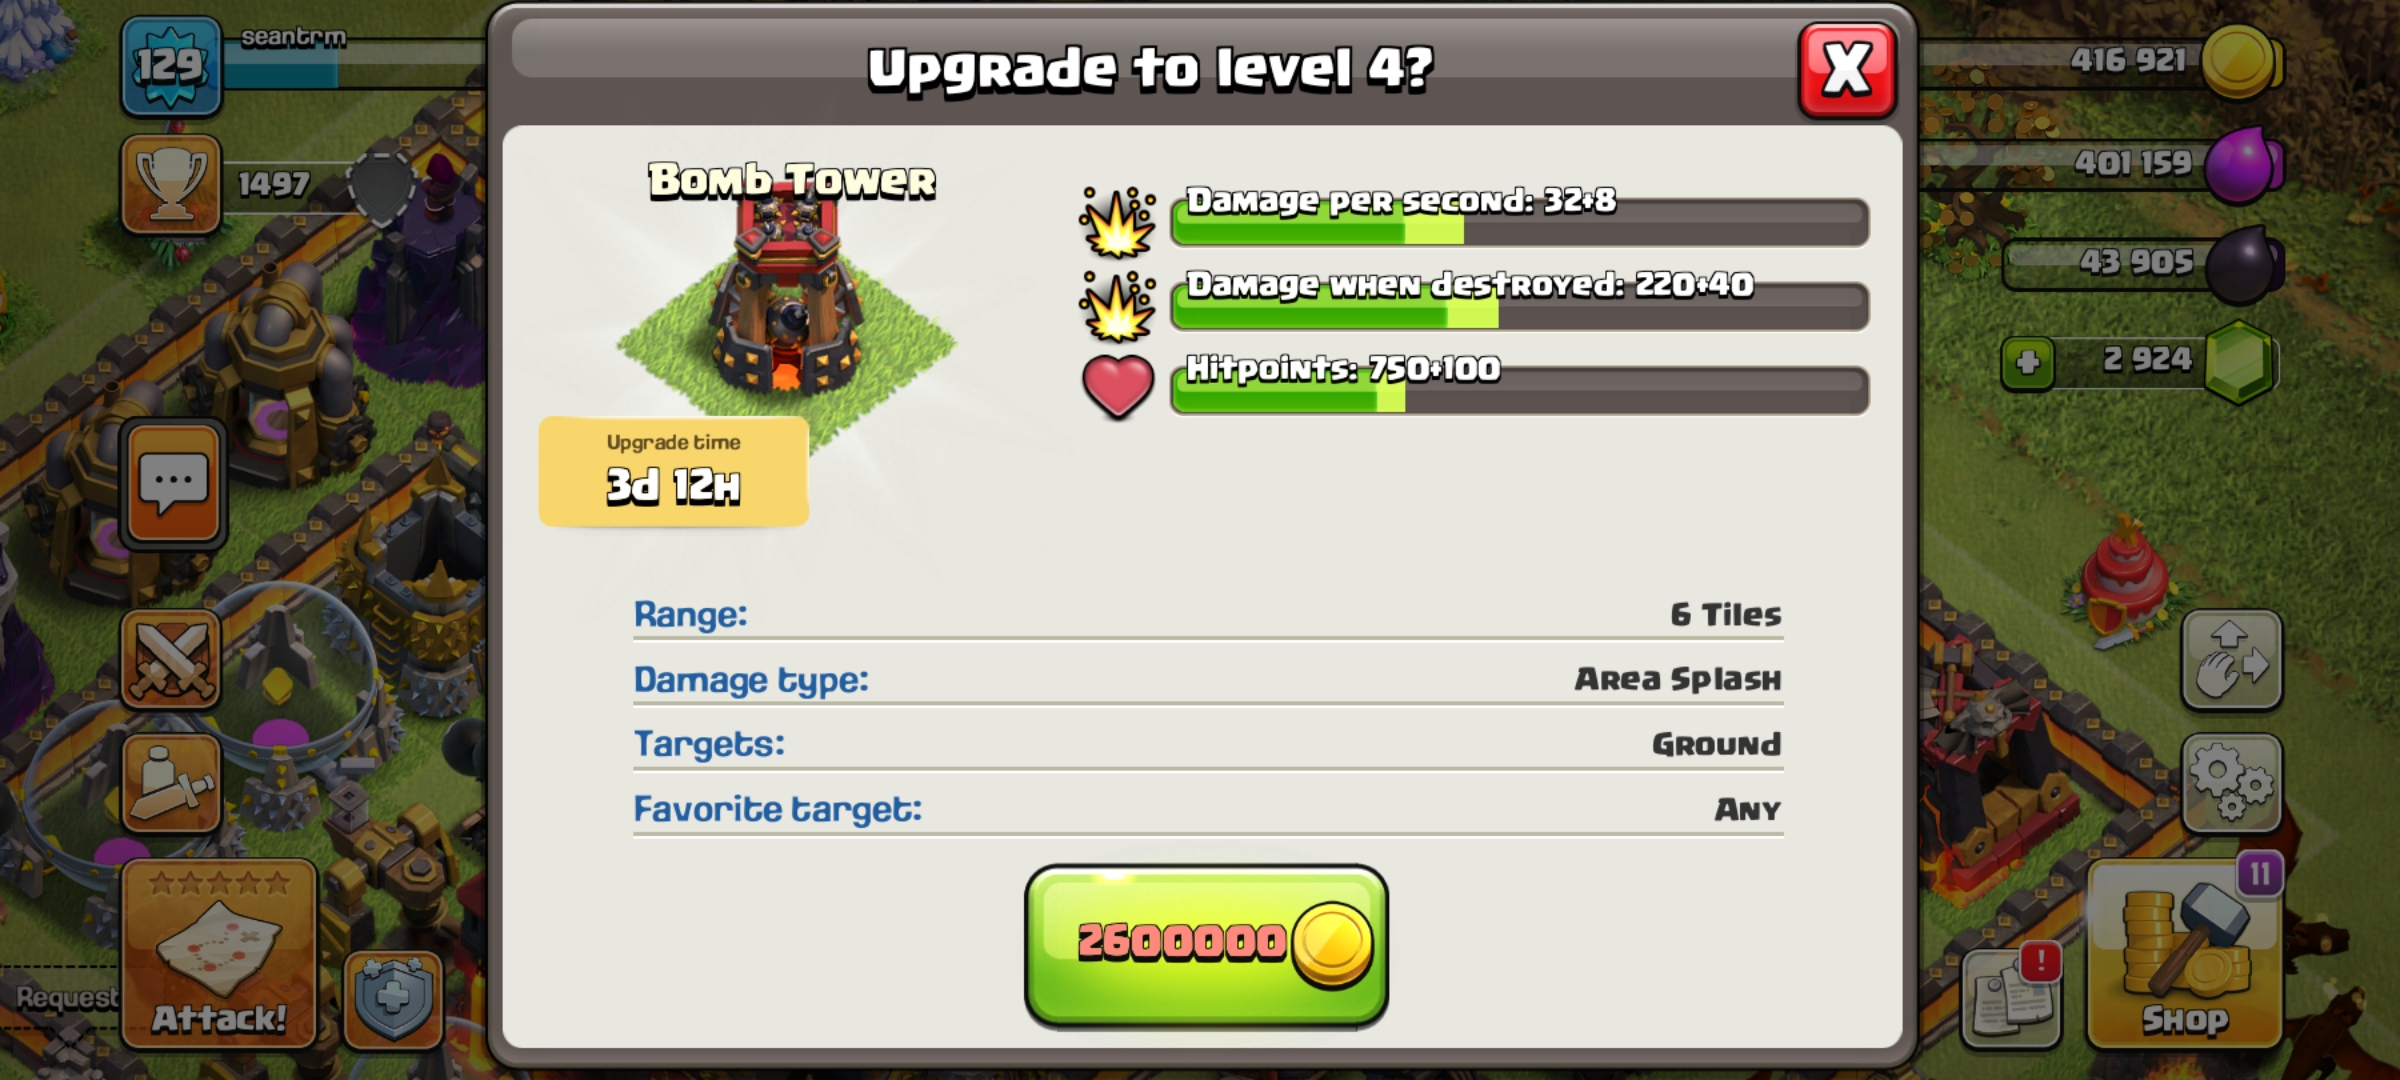 Upgrade to level 4?
X
129
seantrm
1497
416 921
401 159
43 905
2 924
Bomb Tower
Damage per second: 32+8
Damage when destroyed: 220+40
Hitpoints: 750+100
Upgrade time
3d 12H
Range: 6 Tiles
Damage type: Area Splash
Targets: Ground
Favorite target: Any
2600000
Request
Attack!
11
!
Shop